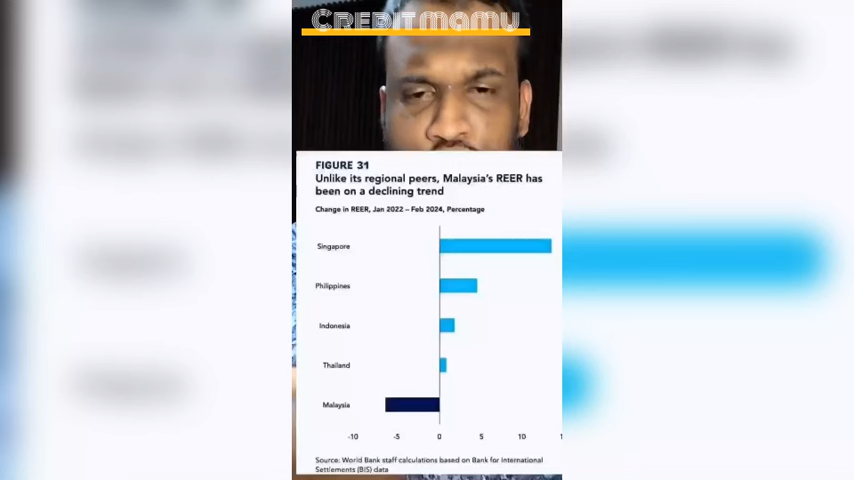 CREDITMAMU
FIGURE 31
Unlike its regional peers, Malaysia's REER has
been on a declining trend
Change in REER, Jan 2022 – Feb 2024, Percentage
Singapore
Philippines
Indonesia
Thailand
Malaysia
-10 -5 0 5 10 1
Source: World Bank staff calculations based on Bank for International
Settlements (BIS) data